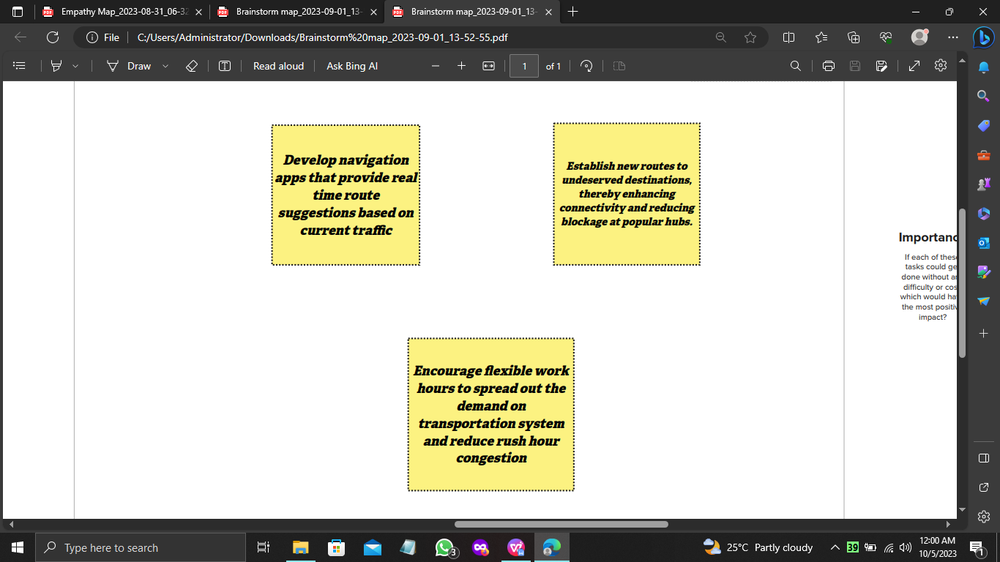 Empathy Map_2023-08-31_06-32
Brainstorm map_2023-09-01_13-
Brainstorm map_2023-09-01_13-
File
C:/Users/Administrator/Downloads/Brainstorm%20map_2023-09-01_13-52-55.pdf
Draw
Read aloud
Ask Bing AI
1
of 1
Develop navigation
apps that provide real
time route
suggestions based on
current traffic
Establish new routes to
undeserved destinations,
thereby enhancing
connectivity and reducing
blockage at popular hubs.
Importanc
If each of these
tasks could ge
done without an
difficulty or cos
which would ha
the most positiv
impact?
Encourage flexible work
hours to spread out the
demand on
transportation system
and reduce rush hour
congestion
Type here to search
3
25°C Partly cloudy
39
12:00 AM
10/5/2023
1